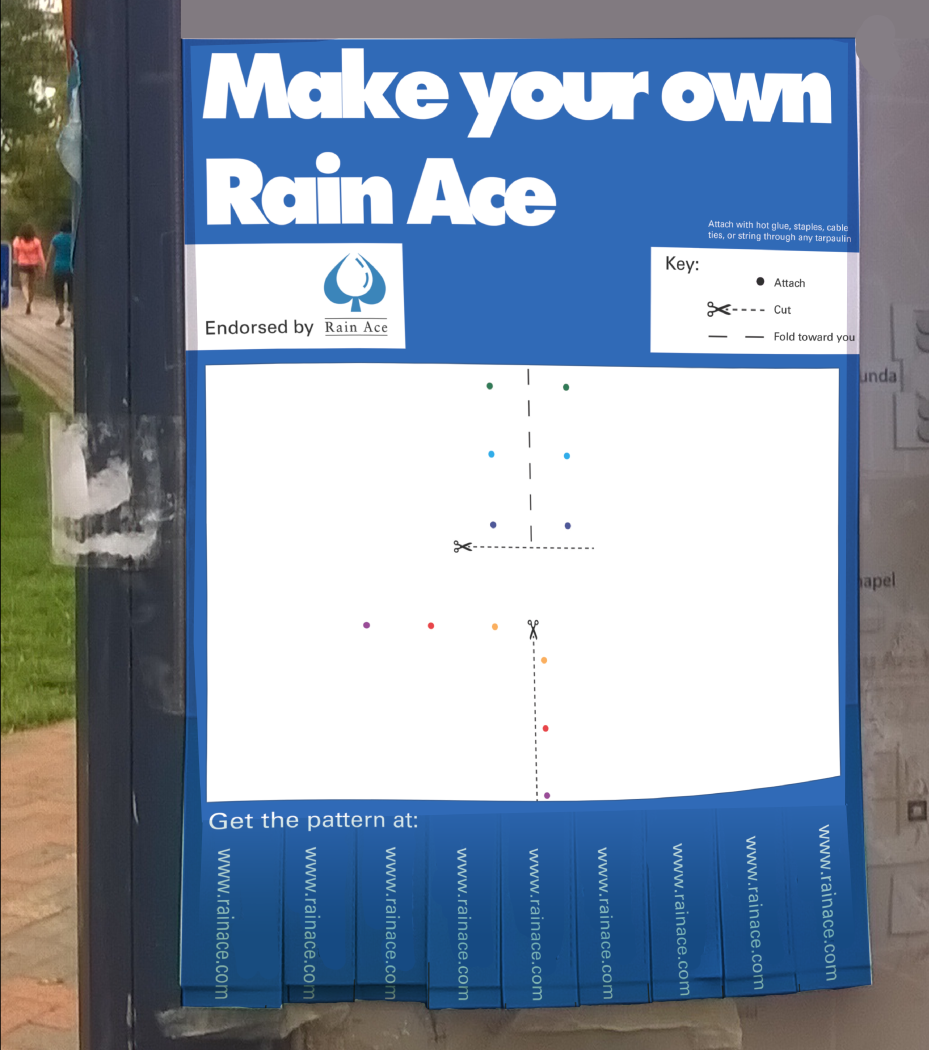 Make your own
Rain Ace
Attach with hot glue, staples, cable
ties, or string through any tarpaulin
Endorsed by Rain Ace
Key:
Attach
Cut
Fold toward you
unda
apel
Get the pattern at:
www.rainace.com
www.rainace.com
www.rainace.com
www.rainace.com
www.rainace.com
www.rainace.com
www.rainace.com
www.rainace.com
www.rainace.com